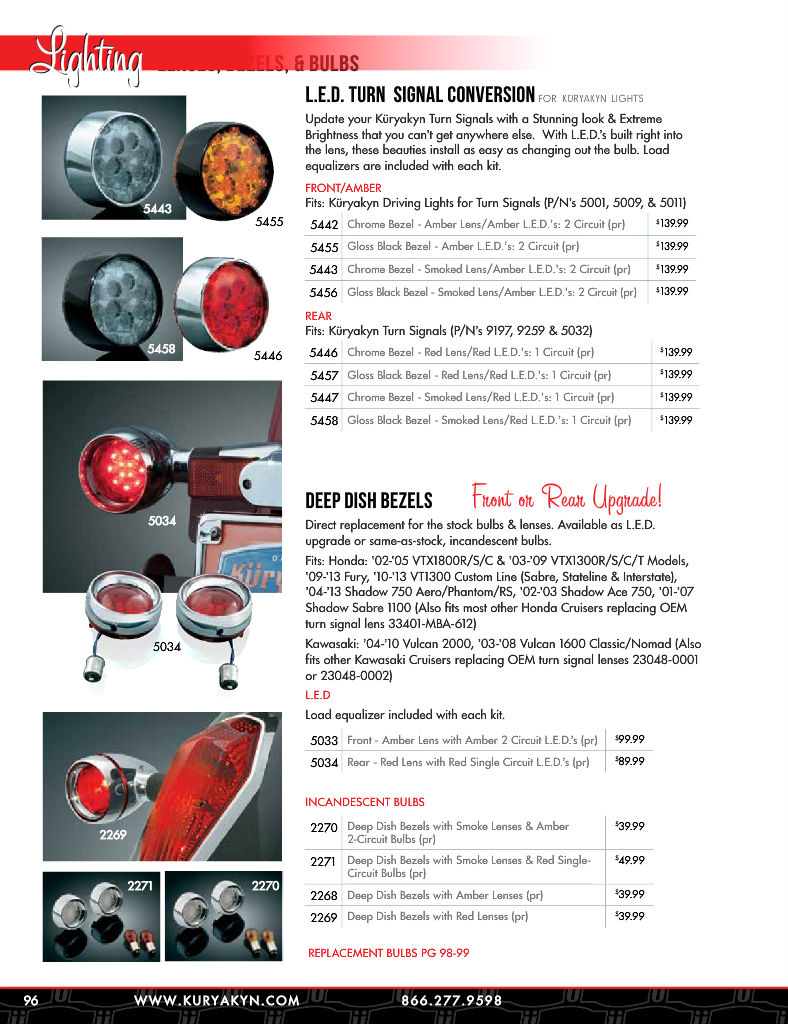 Lighting LENSES, BEZELS, & BULBS
L.E.D. TURN SIGNAL CONVERSION FOR KÜRYAKYN LIGHTS
Update your Küryakyn Turn Signals with a Stunning look & Extreme
Brightness that you can't get anywhere else. With L.E.D.'s built right into
the lens, these beauties install as easy as changing out the bulb. Load
equalizers are included with each kit.
FRONT/AMBER
Fits: Küryakyn Driving Lights for Turn Signals (P/N's 5001, 5009, & 5011)
5442 Chrome Bezel - Amber Lens/Amber L.E.D.'s: 2 Circuit (pr) $139.99
5455 Gloss Black Bezel - Amber L.E.D.'s: 2 Circuit (pr) $139.99
5443 Chrome Bezel - Smoked Lens/Amber L.E.D.'s: 2 Circuit (pr) $139.99
5456 Gloss Black Bezel - Smoked Lens/Amber L.E.D.'s: 2 Circuit (pr) $139.99
REAR
Fits: Küryakyn Turn Signals (P/N's 9197, 9259 & 5032)
5446 Chrome Bezel - Red Lens/Red L.E.D.'s: 1 Circuit (pr) $139.99
5457 Gloss Black Bezel - Red Lens/Red L.E.D.'s: 1 Circuit (pr) $139.99
5447 Chrome Bezel - Smoked Lens/Red L.E.D.'s: 1 Circuit (pr) $139.99
5458 Gloss Black Bezel - Smoked Lens/Red L.E.D.'s: 1 Circuit (pr) $139.99
5443
5455
5458
5446
5034
Kür
5034
2269
2271
2270
DEEP DISH BEZELS Front or Rear Upgrade!
Direct replacement for the stock bulbs & lenses. Available as L.E.D.
upgrade or same-as-stock, incandescent bulbs.
Fits: Honda: '02-'05 VTX1800R/S/C & '03-'09 VTX1300R/S/C/T Models,
'09-'13 Fury, '10-'13 VT1300 Custom Line (Sabre, Stateline & Interstate),
'04-'13 Shadow 750 Aero/Phantom/RS, '02-'03 Shadow Ace 750, '01-'07
Shadow Sabre 1100 (Also fits most other Honda Cruisers replacing OEM
turn signal lens 33401-MBA-612)
Kawasaki: '04-'10 Vulcan 2000, '03-'08 Vulcan 1600 Classic/Nomad (Also
fits other Kawasaki Cruisers replacing OEM turn signal lenses 23048-0001
or 23048-0002)
L.E.D
Load equalizer included with each kit.
5033 Front - Amber Lens with Amber 2 Circuit L.E.D.'s (pr) $99.99
5034 Rear - Red Lens with Red Single Circuit L.E.D.'s (pr) $89.99
INCANDESCENT BULBS
2270 Deep Dish Bezels with Smoke Lenses & Amber $39.99
2-Circuit Bulbs (pr)
2271 Deep Dish Bezels with Smoke Lenses & Red Single- $49.99
Circuit Bulbs (pr)
2268 Deep Dish Bezels with Amber Lenses (pr) $39.99
2269 Deep Dish Bezels with Red Lenses (pr) $39.99
REPLACEMENT BULBS PG 98-99
96 WWW.KURYAKYN.COM 866.277.9598